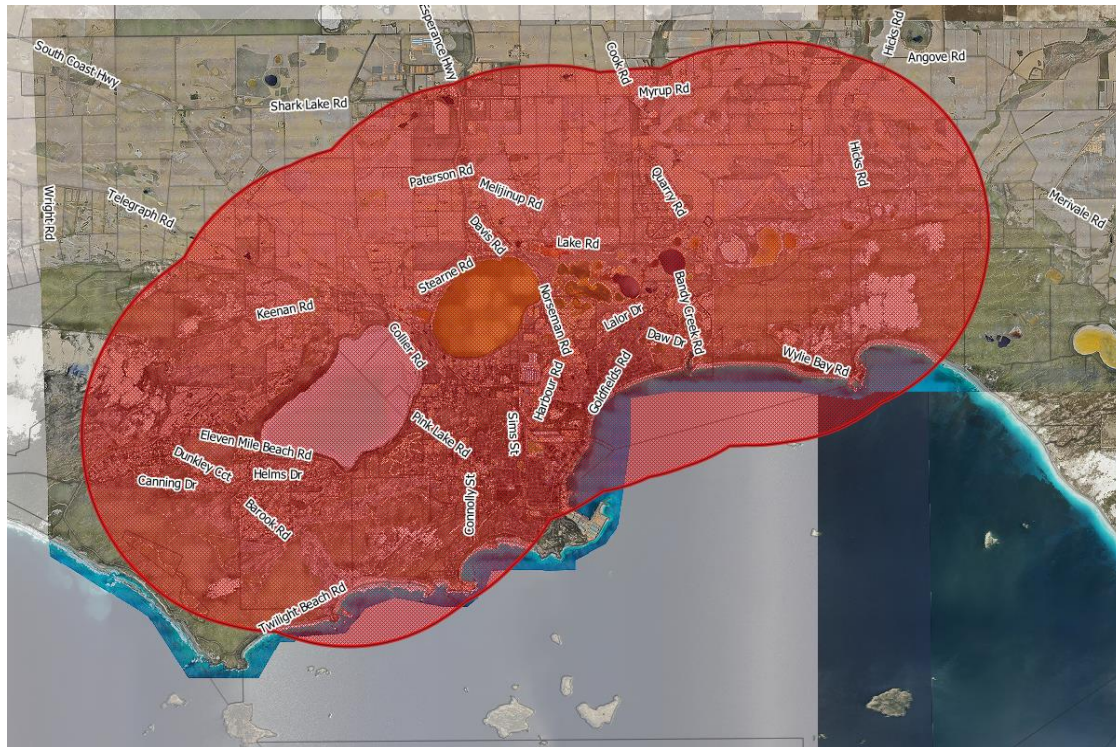 Esperance Hwy
Hicks Rd
South Coast Hwy
Cook Rd
Angove Rd
Shark Lake Rd
Myrup Rd
Paterson Rd
Melijinup Rd
Quarry Rd
Hicks Rd
Wright Rd
Telegraph Rd
Merivale Rd
Davis Rd
Lake Rd
Stearne Rd
Keenan Rd
Collier Rd
Norseman Rd
Lalor Dr
Bandy Creek Rd
Daw Dr
Wylie Bay Rd
Harbour Rd
Goldfields Rd
Sims St
Pink Lake Rd
Eleven Mile Beach Rd
Dunkley Cct
Canning Dr
Helms Dr
Connolly St
Barook Rd
Twilight Beach Rd